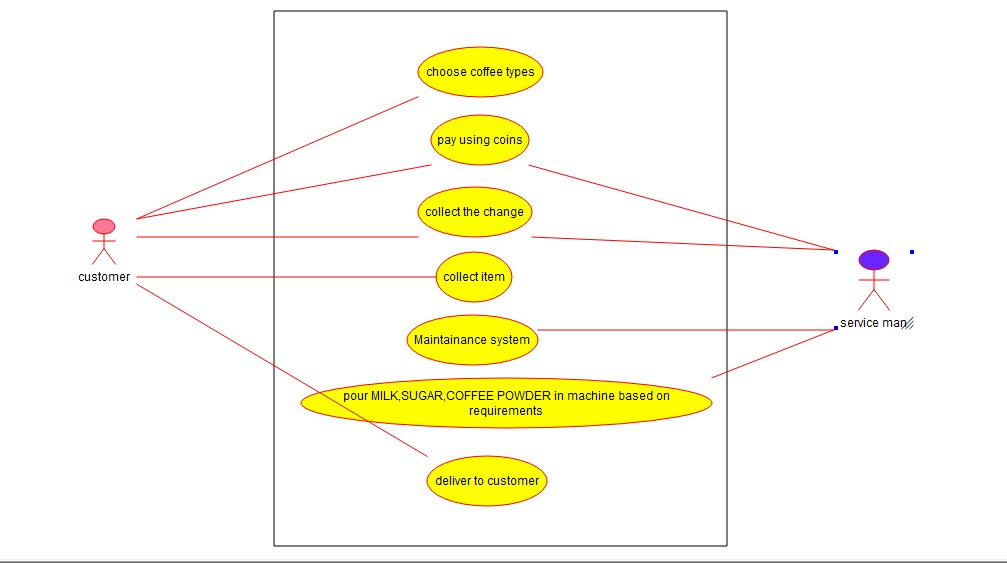 choose coffee types
pay using coins
collect the change
customer
collect item
service man
Maintainance system
pour MILK,SUGAR,COFFEE POWDER in machine based on
requirements
deliver to customer